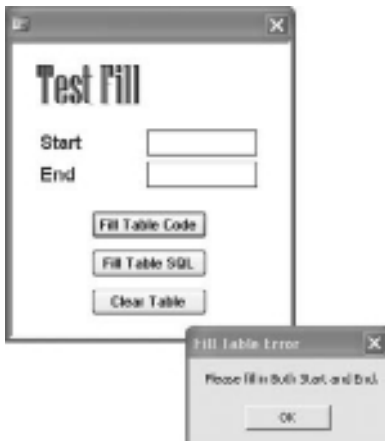 Test Fill
Start
End
Fill Table Code
Fill Table SQL
Clear Table
Fill Table Error
Please fill in Both Start and End.
OK